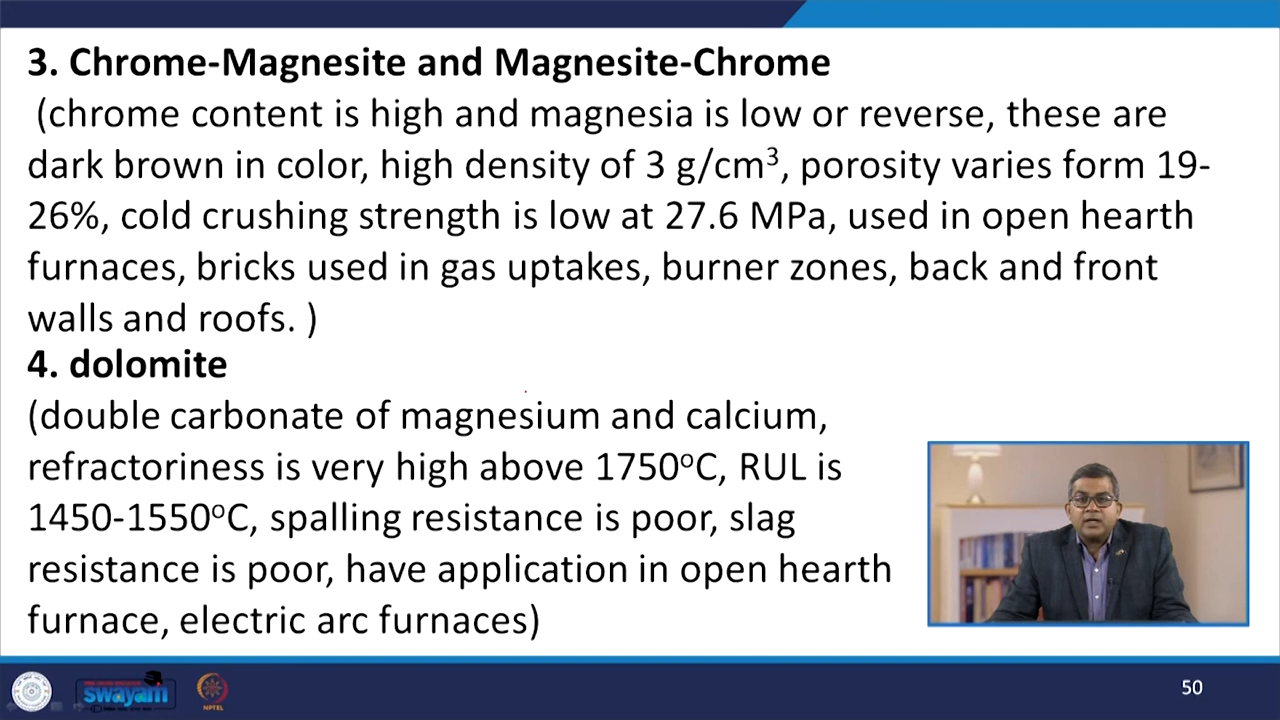 3. Chrome-Magnesite and Magnesite-Chrome
(chrome content is high and magnesia is low or reverse, these are
dark brown in color, high density of 3 g/cm³, porosity varies form 19-
26%, cold crushing strength is low at 27.6 MPa, used in open hearth
furnaces, bricks used in gas uptakes, burner zones, back and front
walls and roofs. )
4. dolomite
(double carbonate of magnesium and calcium,
refractoriness is very high above 1750ºC, RUL is
1450-1550ºC, spalling resistance is poor, slag
resistance is poor, have application in open hearth
furnace, electric arc furnaces)
swayam
NPTEL
50